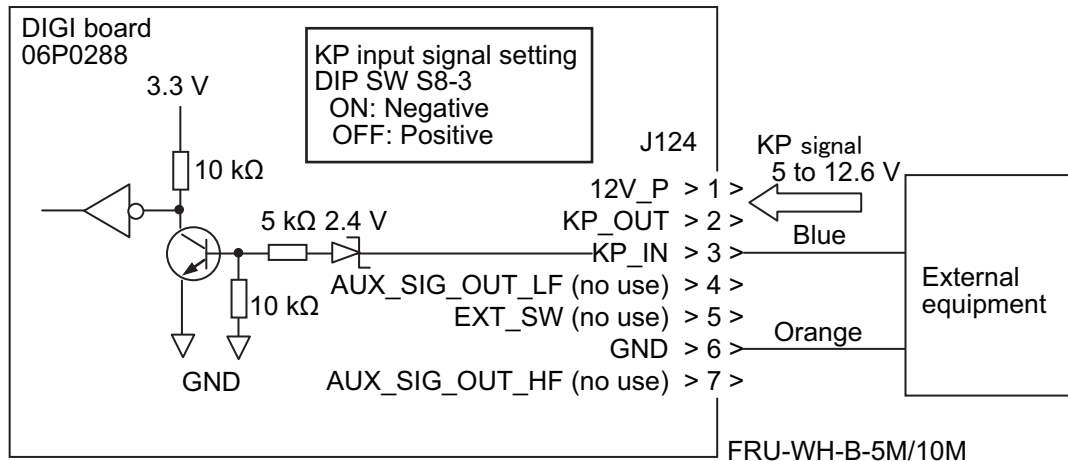 DIGI board
06P0288
KP input signal setting
DIP SW S8-3
ON: Negative
OFF: Positive
3.3 V
10 kΩ
5 kΩ 2.4 V
10 kΩ
GND
J124
KP signal
5 to 12.6 V
12V_P > 1 >
KP_OUT > 2 >
KP_IN > 3 >
Blue
AUX_SIG_OUT_LF (no use) > 4 >
EXT_SW (no use) > 5 >
GND > 6 >
Orange
AUX_SIG_OUT_HF (no use) > 7 >
External
equipment
FRU-WH-B-5M/10M